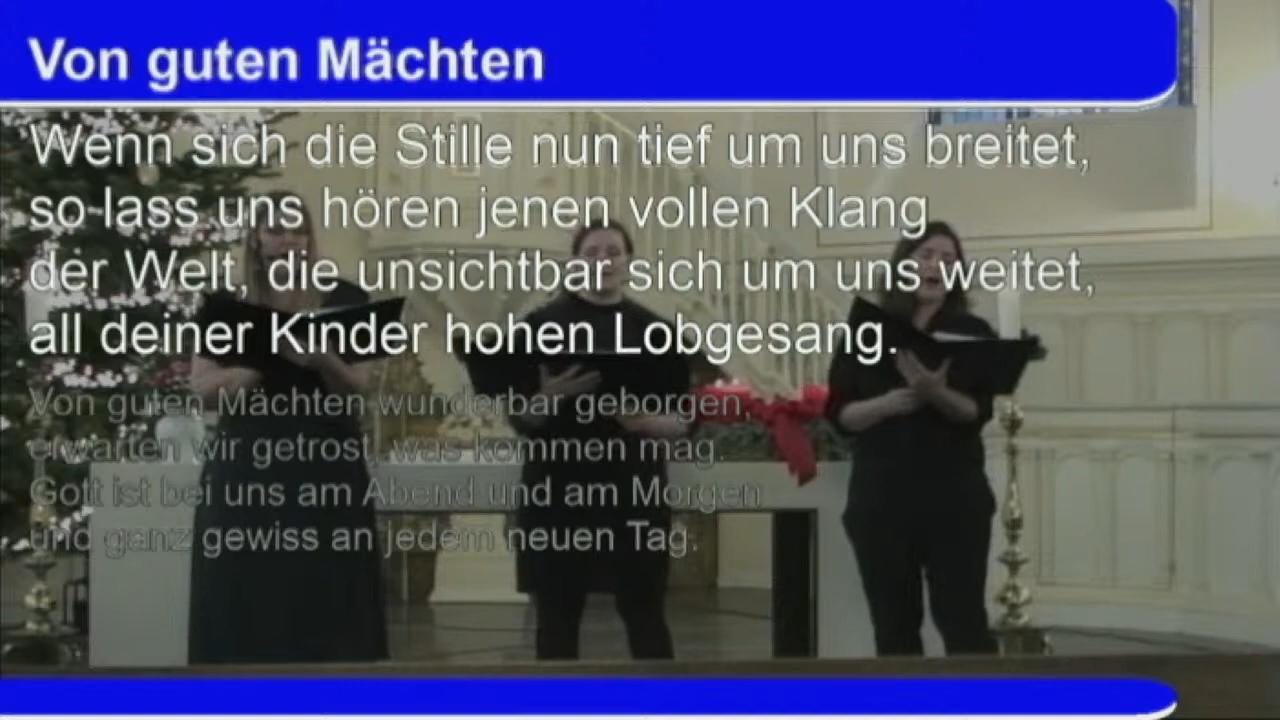 Von guten Mächten
Wenn sich die Stille nun tief um uns breitet,
so lass uns hören jenen vollen Klang
der Welt, die unsichtbar sich um uns weitet,
all deiner Kinder hohen Lobgesang.
Von guten Mächten wunderbar geborgen,
erwarten wir getrost, was kommen mag.
Gott ist bei uns am Abend und am Morgen
und ganz gewiss an jedem neuen Tag.